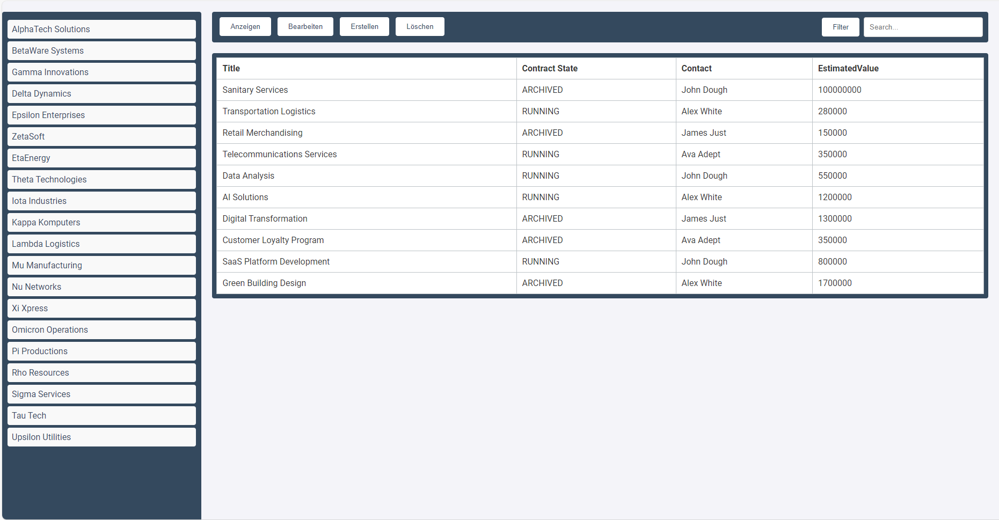 AlphaTech Solutions
BetaWare Systems
Gamma Innovations
Delta Dynamics
Epsilon Enterprises
ZetaSoft
EtaEnergy
Theta Technologies
Iota Industries
Kappa Komputers
Lambda Logistics
Mu Manufacturing
Nu Networks
Xi Xpress
Omicron Operations
Pi Productions
Rho Resources
Sigma Services
Tau Tech
Upsilon Utilities
Anzeigen Bearbeiten Erstellen Löschen Filter Search...
Title Contract State Contact EstimatedValue
Sanitary Services ARCHIVED John Dough 100000000
Transportation Logistics RUNNING Alex White 280000
Retail Merchandising ARCHIVED James Just 150000
Telecommunications Services RUNNING Ava Adept 350000
Data Analysis RUNNING John Dough 550000
AI Solutions RUNNING Alex White 1200000
Digital Transformation ARCHIVED James Just 1300000
Customer Loyalty Program ARCHIVED Ava Adept 350000
SaaS Platform Development RUNNING John Dough 800000
Green Building Design ARCHIVED Alex White 1700000